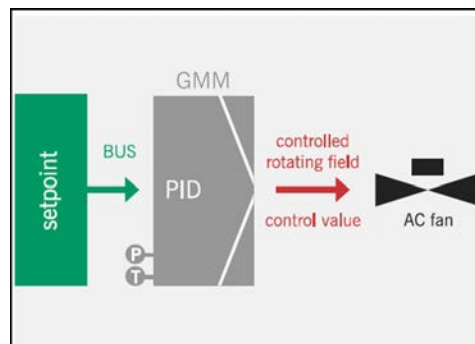 GMM
setpoint
BUS
PID
controlled
rotating field
control value
AC fan
P
T